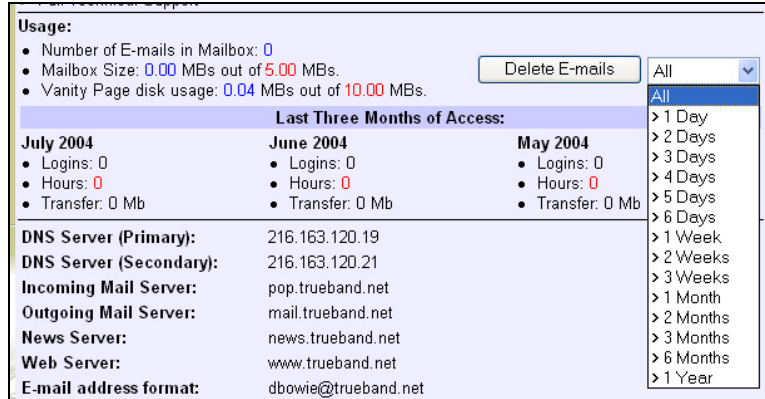 Full Technical Support
Usage:
• Number of E-mails in Mailbox: 0
• Mailbox Size: 0.00 MBs out of 5.00 MBs.
• Vanity Page disk usage: 0.04 MBs out of 10.00 MBs.
Delete E-mails
All
All
> 1 Day
> 2 Days
> 3 Days
> 4 Days
> 5 Days
> 6 Days
> 1 Week
> 2 Weeks
> 3 Weeks
> 1 Month
> 2 Months
> 3 Months
> 6 Months
> 1 Year
Last Three Months of Access:
July 2004
• Logins: 0
• Hours: 0
• Transfer: 0 Mb
June 2004
• Logins: 0
• Hours: 0
• Transfer: 0 Mb
May 2004
• Logins: 0
• Hours: 0
• Transfer: 0 Mb
DNS Server (Primary): 216.163.120.19
DNS Server (Secondary): 216.163.120.21
Incoming Mail Server: pop.trueband.net
Outgoing Mail Server: mail.trueband.net
News Server: news.trueband.net
Web Server: www.trueband.net
E-mail address format: dbowie@trueband.net